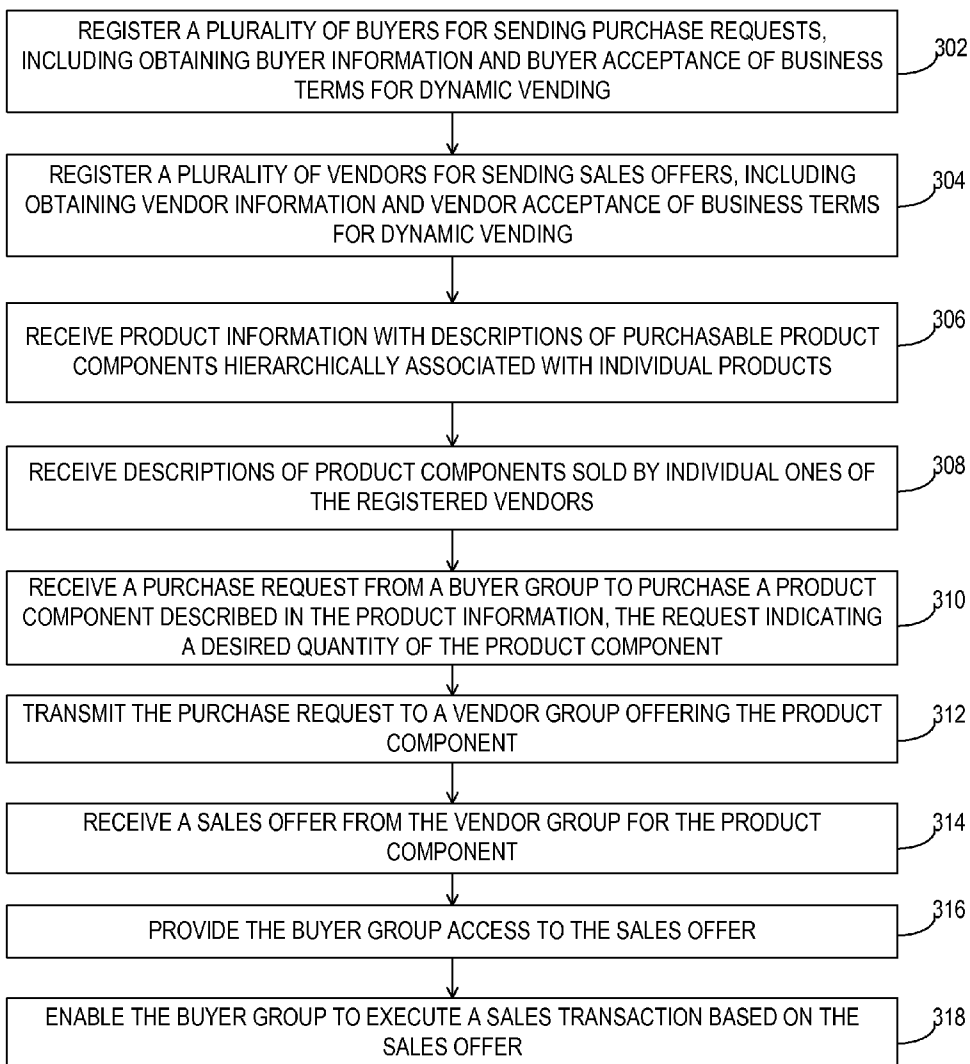 REGISTER A PLURALITY OF BUYERS FOR SENDING PURCHASE REQUESTS,
INCLUDING OBTAINING BUYER INFORMATION AND BUYER ACCEPTANCE OF BUSINESS
TERMS FOR DYNAMIC VENDING
302
REGISTER A PLURALITY OF VENDORS FOR SENDING SALES OFFERS, INCLUDING
OBTAINING VENDOR INFORMATION AND VENDOR ACCEPTANCE OF BUSINESS TERMS
FOR DYNAMIC VENDING
304
RECEIVE PRODUCT INFORMATION WITH DESCRIPTIONS OF PURCHASABLE PRODUCT
COMPONENTS HIERARCHICALLY ASSOCIATED WITH INDIVIDUAL PRODUCTS
306
RECEIVE DESCRIPTIONS OF PRODUCT COMPONENTS SOLD BY INDIVIDUAL ONES OF
THE REGISTERED VENDORS
308
RECEIVE A PURCHASE REQUEST FROM A BUYER GROUP TO PURCHASE A PRODUCT
COMPONENT DESCRIBED IN THE PRODUCT INFORMATION, THE REQUEST INDICATING
A DESIRED QUANTITY OF THE PRODUCT COMPONENT
310
TRANSMIT THE PURCHASE REQUEST TO A VENDOR GROUP OFFERING THE PRODUCT
COMPONENT
312
RECEIVE A SALES OFFER FROM THE VENDOR GROUP FOR THE PRODUCT
COMPONENT
314
PROVIDE THE BUYER GROUP ACCESS TO THE SALES OFFER
316
ENABLE THE BUYER GROUP TO EXECUTE A SALES TRANSACTION BASED ON THE
SALES OFFER
318